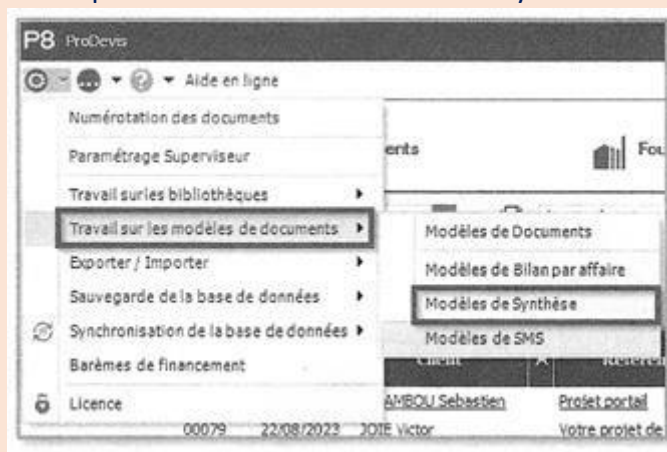 P8 ProDevis
Aide en ligne
Numérotation des documents
Paramétrage Superviseur
ents
Fou
Travail sur les bibliothèques
Travail sur les modèles de documents
Modèles de Documents
Exporter / Importer
Modèles de Bilan par affaire
Sauvegarde de la base de données
Modèles de Synthèse
Synchronisation de la base de données
Modèles de SMS
Barèmes de financement
Client
Licence
AMBOU Sebastien
Projet portail
00079 22/08/2023 JOIE Victor Votre projet de